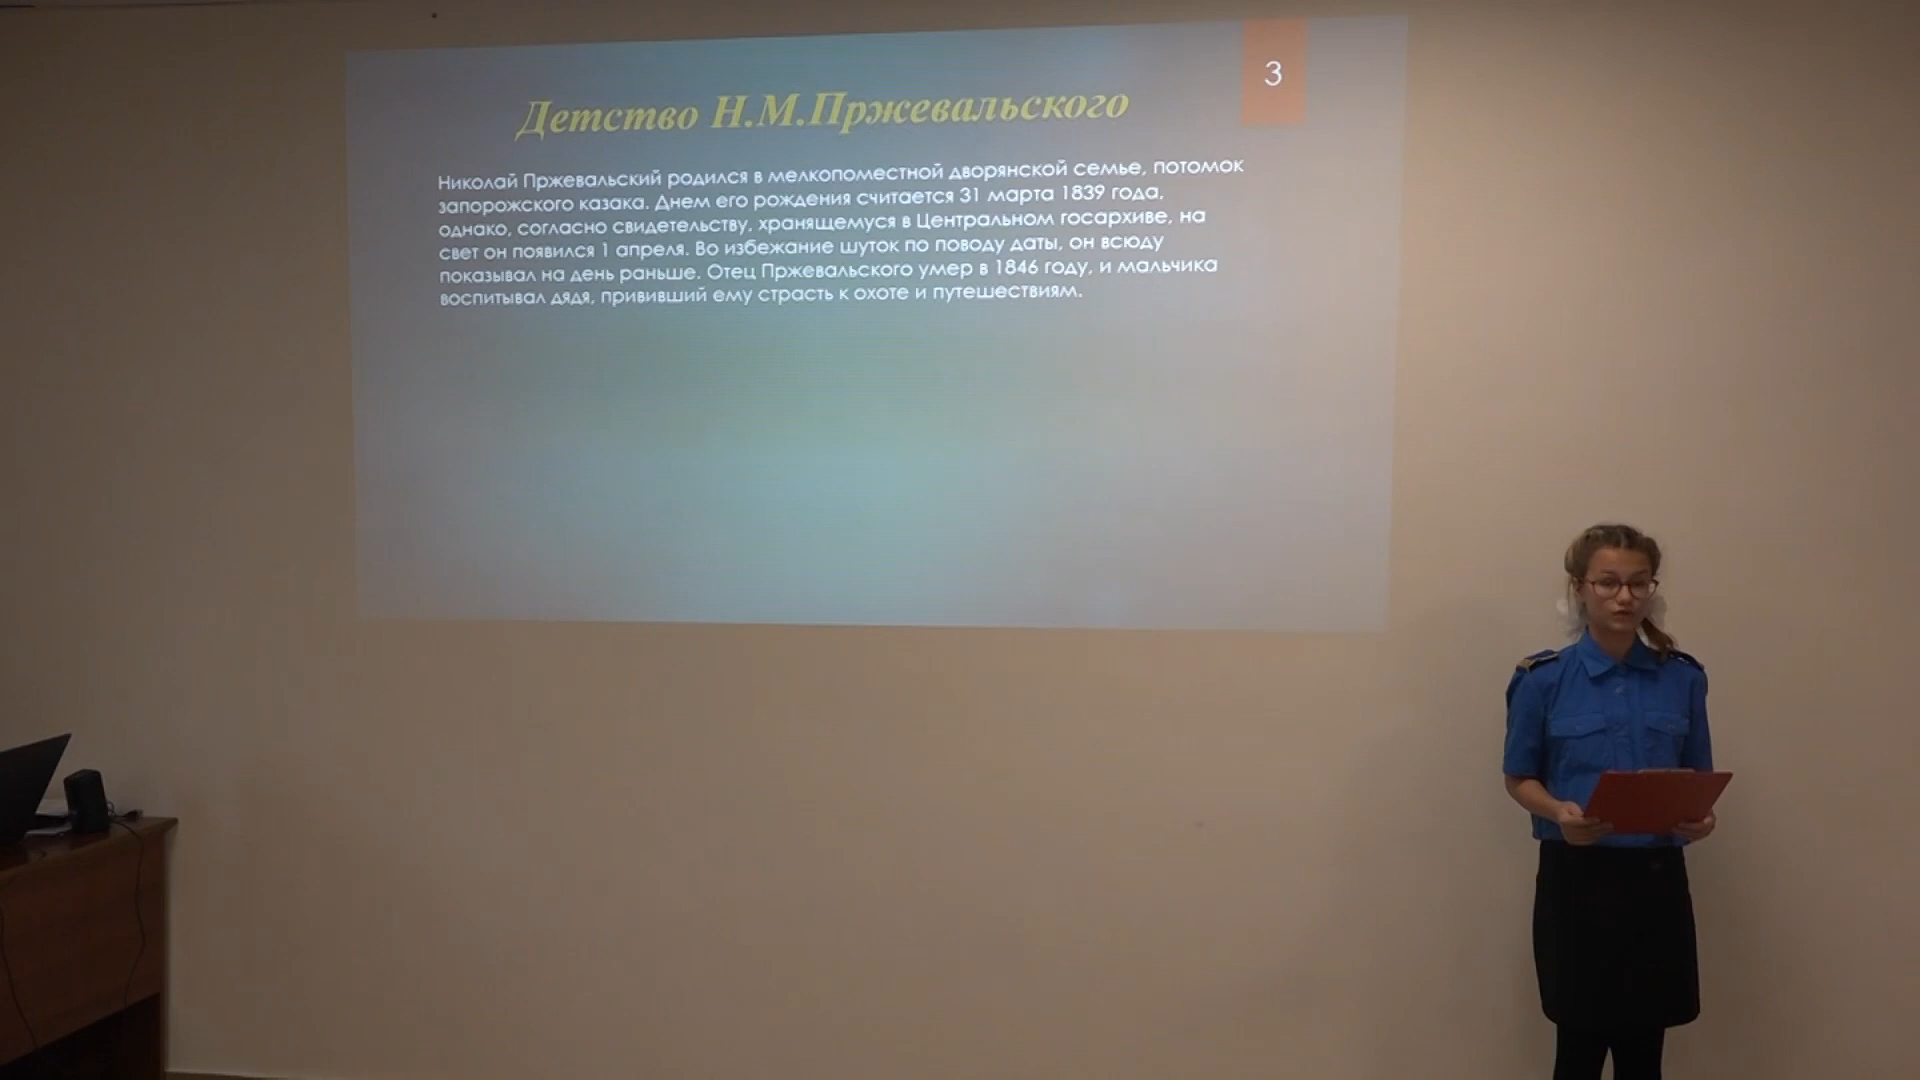 3
Детство Н.М.Пржевальского
Николай Пржевальский родился в мелкопоместной дворянской семье, потомок
запорожского казака. Днем его рождения считается 31 марта 1839 года,
однако, согласно свидетельству, хранящемуся в Центральном госархиве, на
свет он появился 1 апреля. Во избежание шуток по поводу даты, он всюду
показывал на день раньше. Отец Пржевальского умер в 1846 году, и мальчика
воспитывал дядя, прививший ему страсть к охоте и путешествиям.